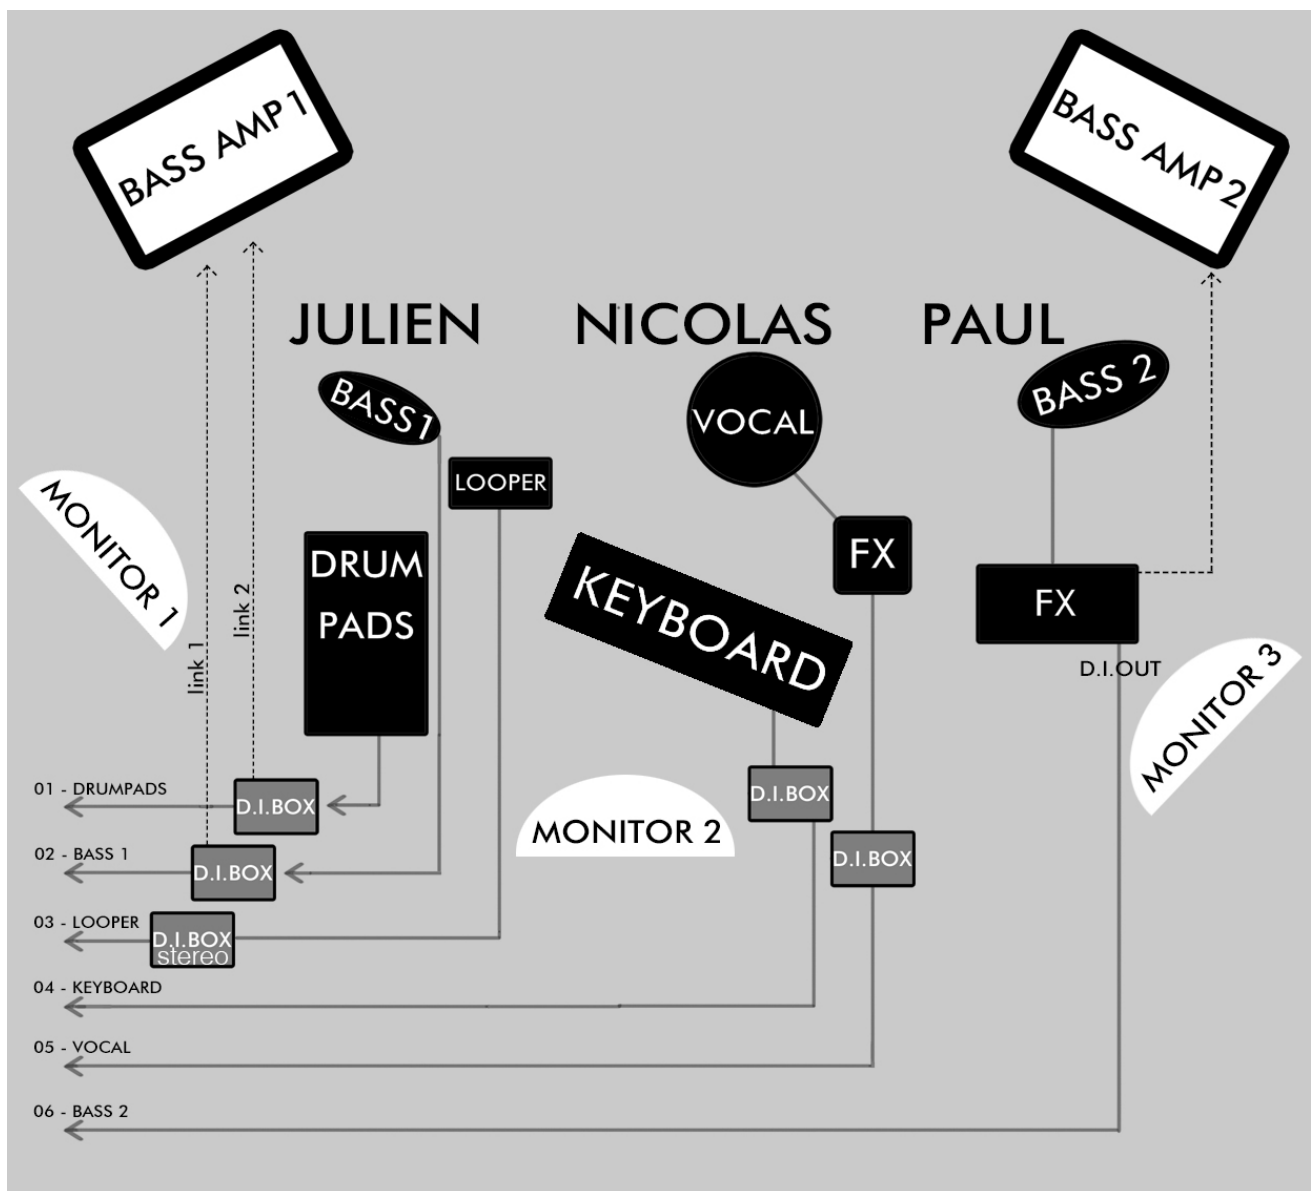 BASS AMP 1
BASS AMP 2
JULIEN
NICOLAS
PAUL
BASS 1
VOCAL
BASS 2
LOOPER
MONITOR 1
DRUM
PADS
FX
KEYBOARD
FX
link 2
link 1
D.I.OUT
MONITOR 3
01 - DRUMPADS
D.I.BOX
D.I.BOX
MONITOR 2
02 - BASS 1
D.I.BOX
D.I.BOX
03 - LOOPER
D.I.BOX
stereo
04 - KEYBOARD
05 - VOCAL
06 - BASS 2